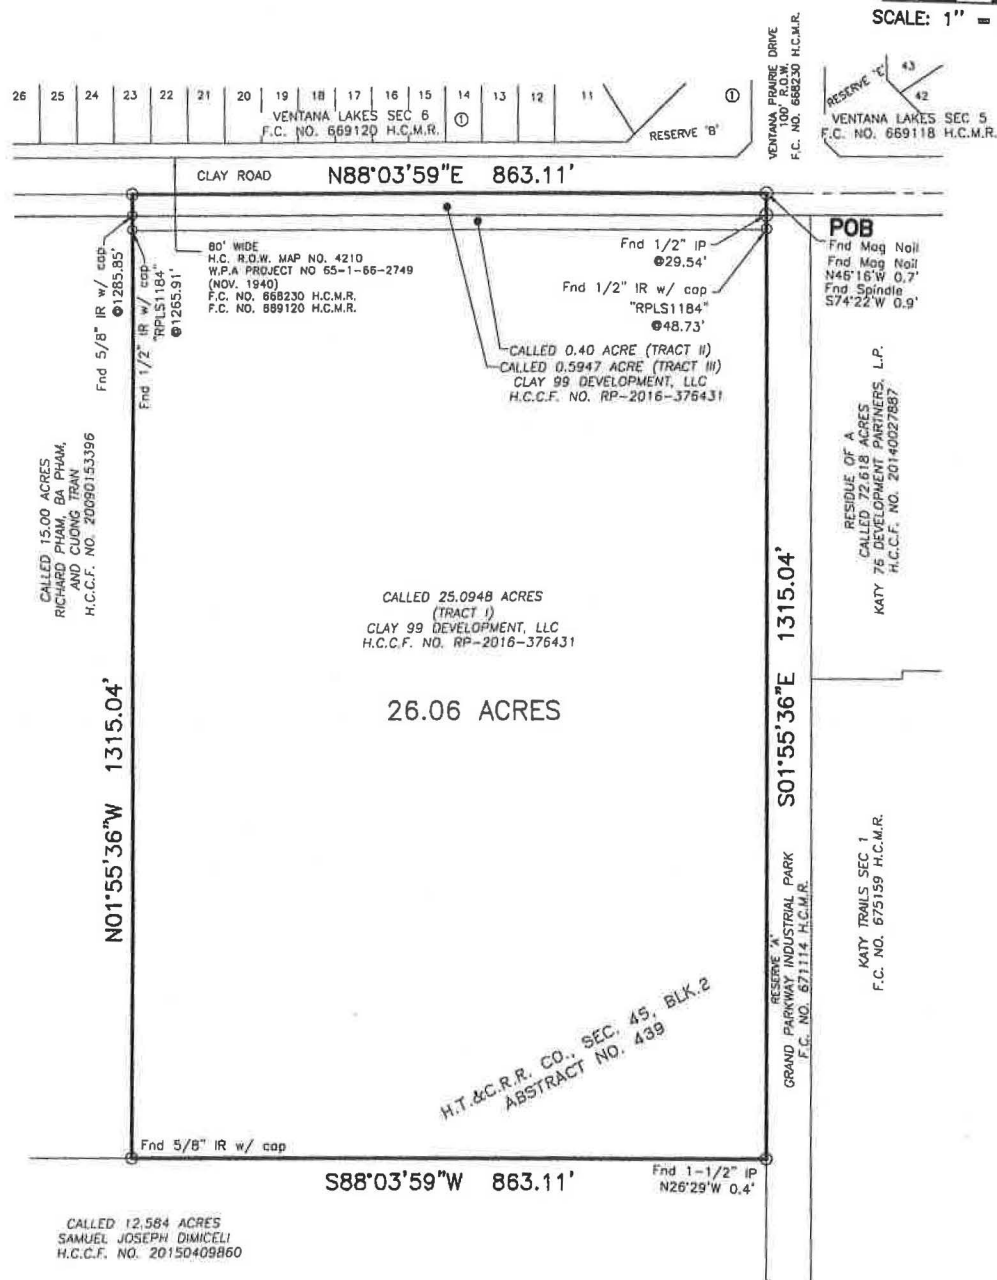 SCALE: 1" =
VENTANA PRAIRIE DRIVE
100' R.O.W.
F.C. NO. 668230 H.C.M.R.
26 25 24 23 22 21 20 19 18 17 16 15 14 13 12 11
VENTANA LAKES SEC 6
F.C. NO. 669120 H.C.M.R.
①
RESERVE 'B'
①
RESERVE 'E'
43
42
VENTANA LAKES SEC 5
F.C. NO. 669118 H.C.M.R.
CLAY ROAD
N88°03'59"E 863.11'
POB
Fnd Mag Nail
Fnd Mag Nail
N46°16'W 0.7'
Fnd Spindle
S74°22'W 0.9'
Fnd 5/8" IR w/ cap
@1285.85'
Fnd 1/2" IR w/ cap
"RPLS1184"
@1265.91'
80' WIDE
H.C. R.O.W. MAP NO. 4210
W.P.A PROJECT NO 65-1-66-2749
(NOV. 1940)
F.C. NO. 668230 H.C.M.R.
F.C. NO. 669120 H.C.M.R.
Fnd 1/2" IP
@29.54'
Fnd 1/2" IR w/ cap
"RPLS1184"
@48.73'
CALLED 0.40 ACRE (TRACT II)
CALLED 0.5947 ACRE (TRACT III)
CLAY 99 DEVELOPMENT, LLC
H.C.C.F. NO. RP-2016-376431
CALLED 15.00 ACRES
RICHARD PHAM, BA PHAM,
AND CUONG TRAN
H.C.C.F. NO. 20090153396
RESIDUE OF A
CALLED 72.618 ACRES
KATY 76 DEVELOPMENT PARTNERS, L.P.
H.C.C.F. NO. 20140027887
CALLED 25.0948 ACRES
(TRACT I)
CLAY 99 DEVELOPMENT, LLC
H.C.C.F. NO. RP-2016-376431
26.06 ACRES
N01°55'36"W 1315.04'
S01°55'36"E 1315.04'
RESERVE 'A'
GRAND PARKWAY INDUSTRIAL PARK
F.C. NO. 671114 H.C.M.R.
KATY TRAILS SEC 1
F.C. NO. 675159 H.C.M.R.
H.T.&C.R.R. CO., SEC. 45, BLK.2
ABSTRACT NO. 439
Fnd 5/8" IR w/ cap
S88°03'59"W 863.11'
Fnd 1-1/2" IP
N26°29'W 0.4'
CALLED 12.584 ACRES
SAMUEL JOSEPH DIMICELI
H.C.C.F. NO. 20150409860